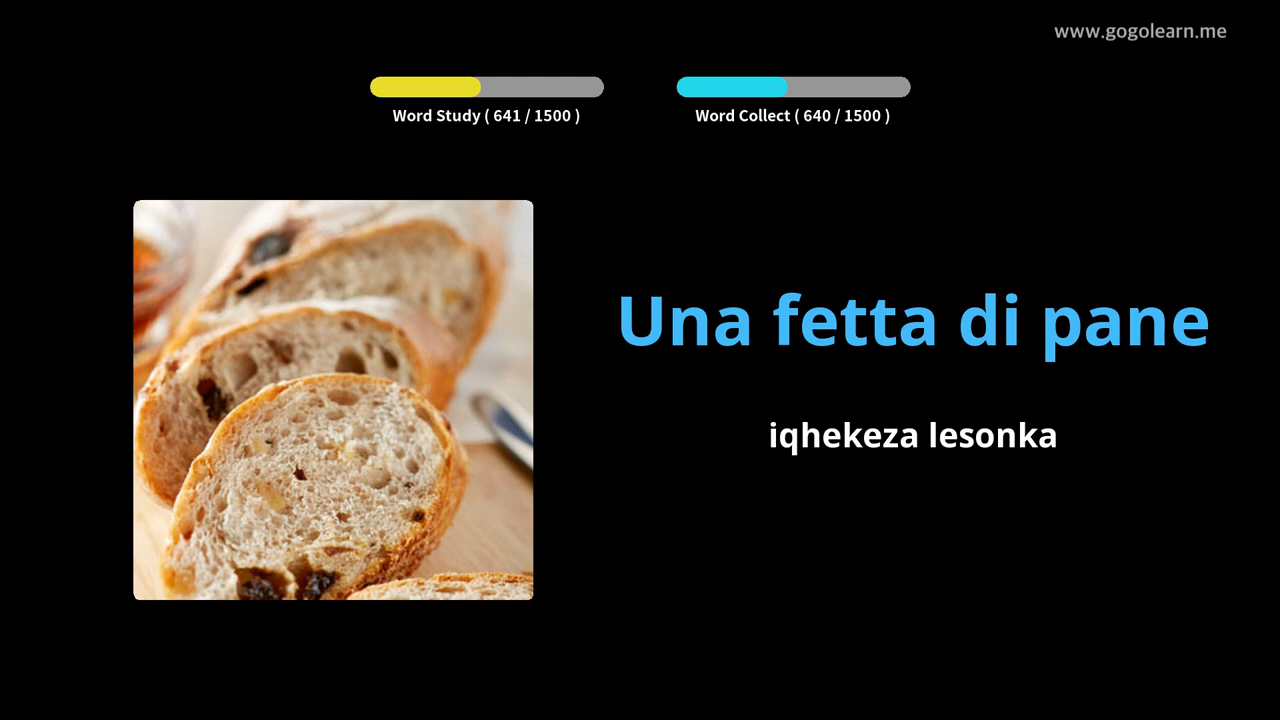 www.gogolearn.me
Word Study ( 641 / 1500 )
Word Collect ( 640 / 1500 )
Una fetta di pane
iqhekeza lesonka